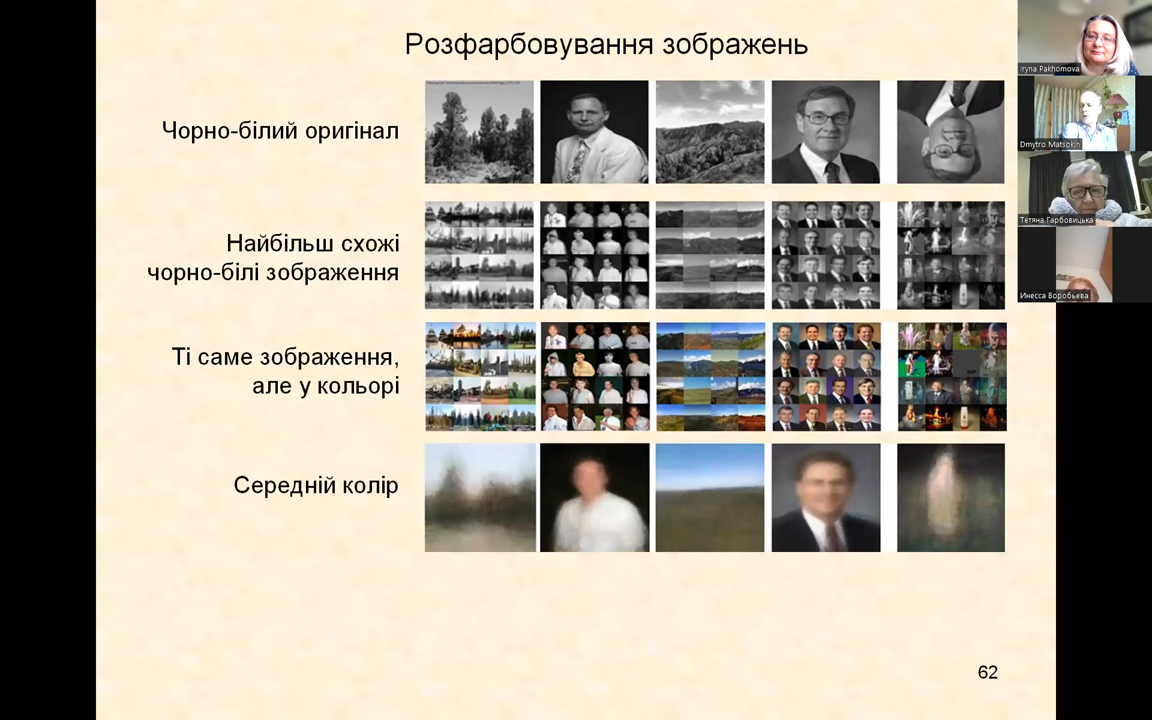 Розфарбовування зображень
Чорно-білий оригінал
Найбільш схожі
чорно-білі зображення
Ті саме зображення,
але у кольорі
Середній колір
62
Iryna Pakhomova
Dmytro Matsokin
Тетяна Гарбовицька
Инесса Воробьева